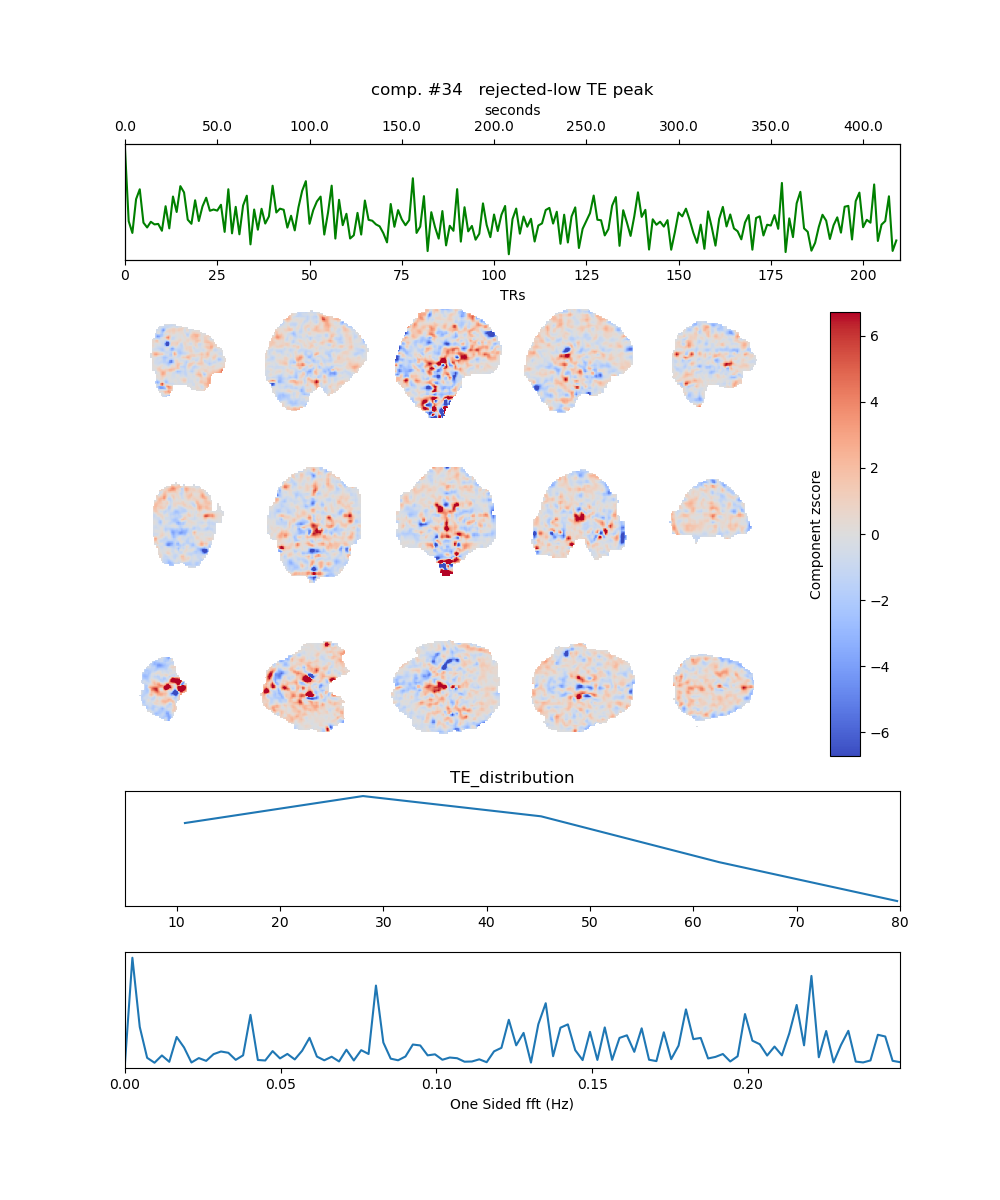 comp. #34   rejected-low TE peak
seconds
0.0 50.0 100.0 150.0 200.0 250.0 300.0 350.0 400.0
0 25 50 75 100 125 150 175 200
TRs
6
4
2
0
−2
−4
−6
Component zscore
TE_distribution
10 20 30 40 50 60 70 80
0.00 0.05 0.10 0.15 0.20
One Sided fft (Hz)